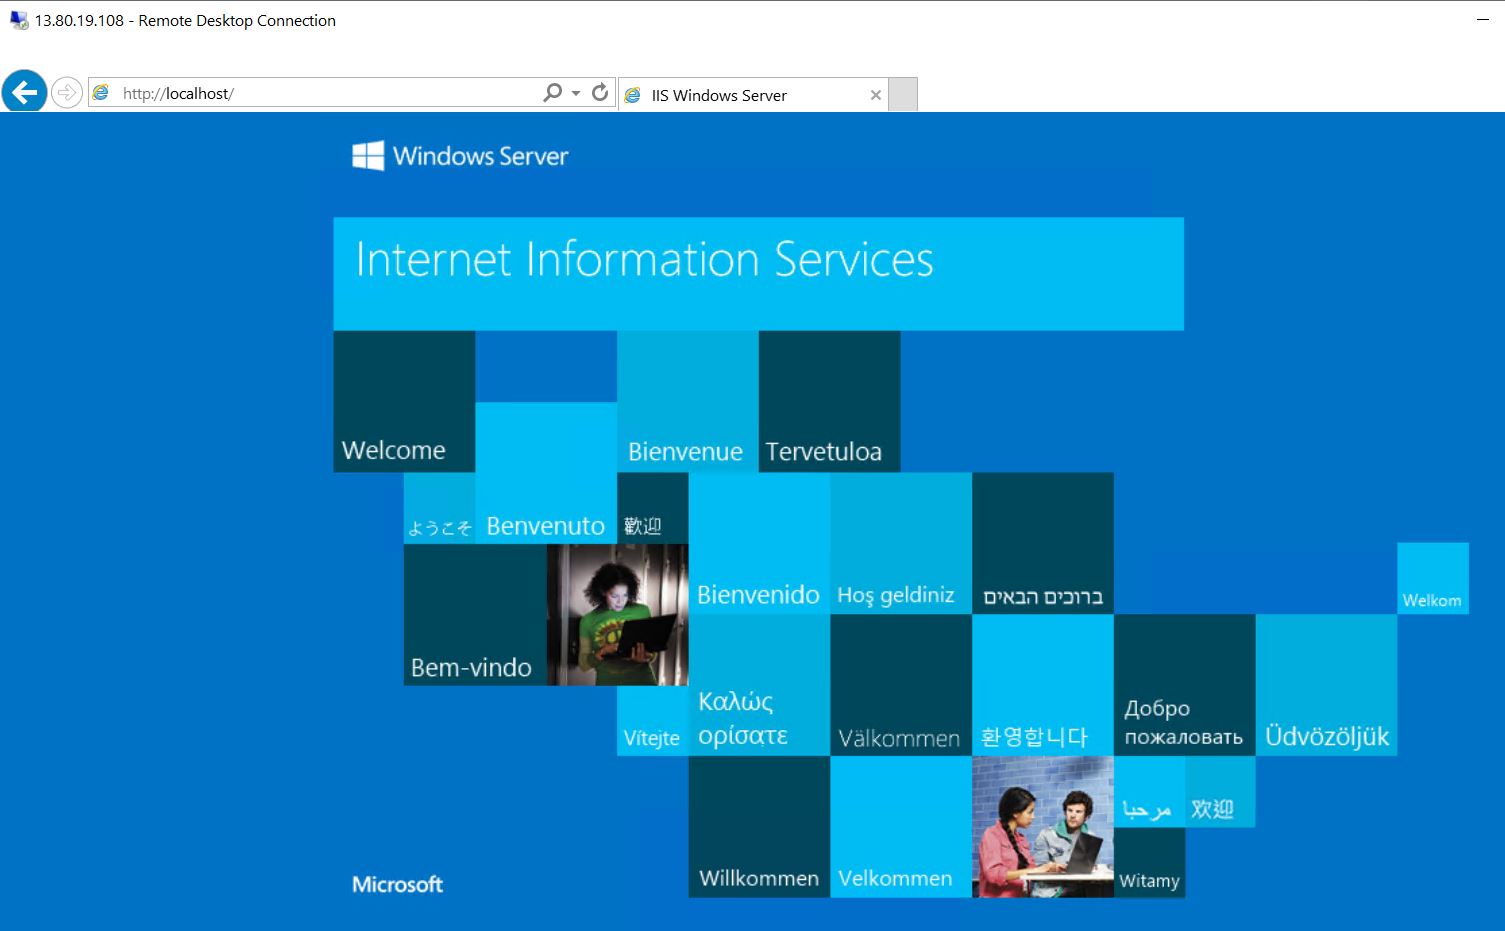 13.80.19.108 - Remote Desktop Connection
http://localhost/
IIS Windows Server
Windows Server
Internet Information Services
Welcome
Bienvenue
Tervetuloa
ようこそ
Benvenuto
歡迎
Bienvenido
Hoş geldiniz
ברוכים הבאים
Welkom
Bem-vindo
Vítejte
Καλώς
ορίσατε
Välkommen
환영합니다
Добро
пожаловать
Üdvözöljük
مرحبا
欢迎
Willkommen
Velkommen
Witamy
Microsoft